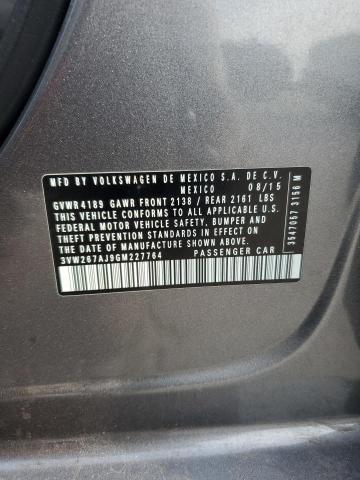 MFD BY VOLKSWAGEN DE MEXICO S.A. DE C.V.
MEXICO 08/15
GVWR4189 GAWR FRONT 2138 / REAR 2161 LBS
THIS VEHICLE CONFORMS TO ALL APPLICABLE
FEDERAL MOTOR VEHICLE SAFETY, BUMPER AND
THEFT PREVENTION STANDARDS IN EFFECT ON
THE DATE OF MANUFACTURE SHOWN ABOVE.
3VW267AJ9GM227764 PASSENGER CAR
3547057 3156 M